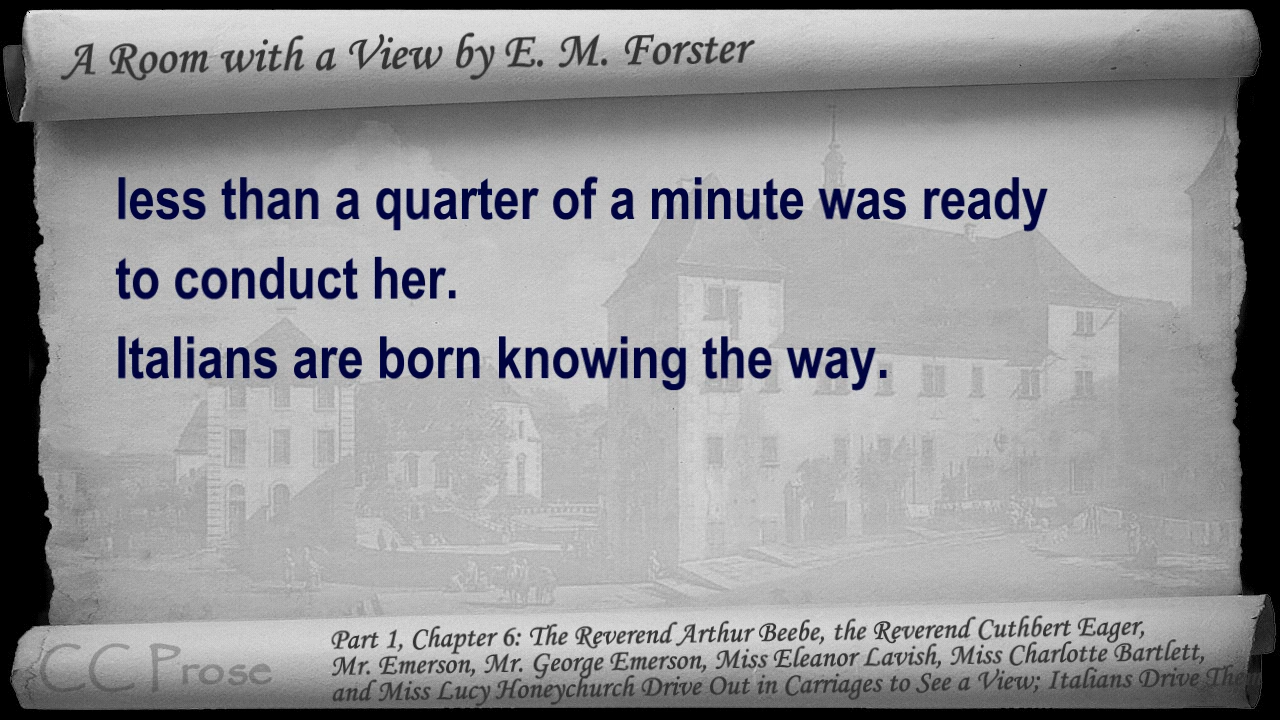 A Room with a View by E. M. Forster
less than a quarter of a minute was ready
to conduct her.
Italians are born knowing the way.
CC Prose
Part 1, Chapter 6: The Reverend Arthur Beebe, the Reverend Cuthbert Eager,
Mr. Emerson, Mr. George Emerson, Miss Eleanor Lavish, Miss Charlotte Bartlett,
and Miss Lucy Honeychurch Drive Out in Carriages to See a View; Italians Drive